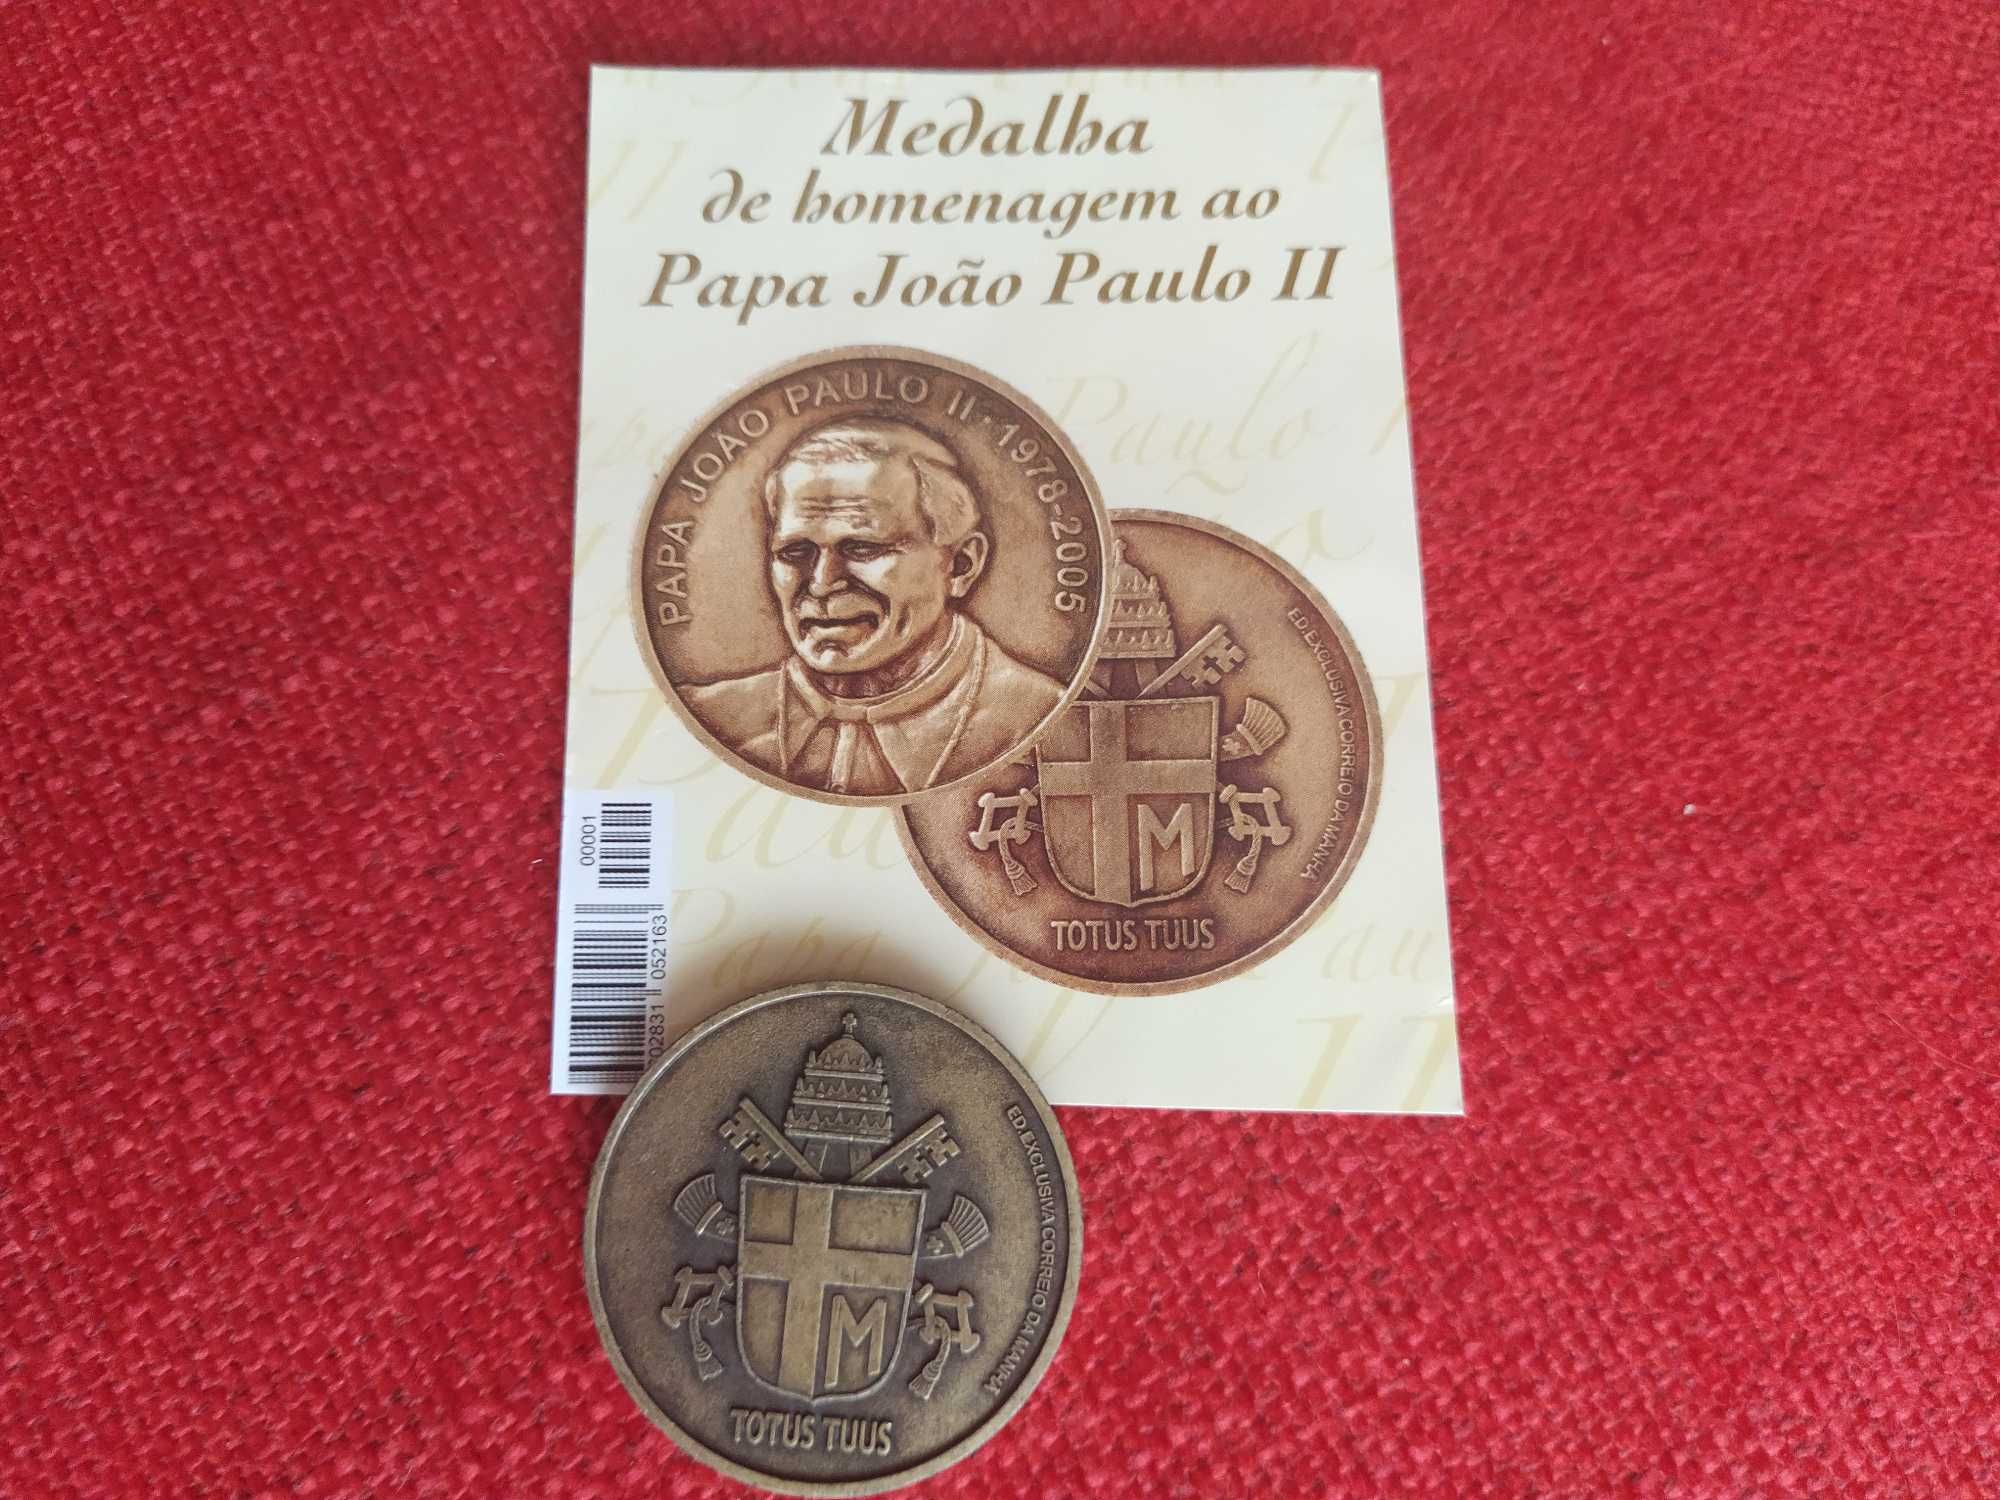 Medalha
de homenagem ao
Papa João Paulo II
PAPA JOÃO PAULO II · 1978-2005
ED.EXCLUSIVA CORREIO DA MANHÃ
M
TOTUS TUUS
00001
02831 052163
ED.EXCLUSIVA CORREIO DA MANHÃ
M
TOTUS TUUS